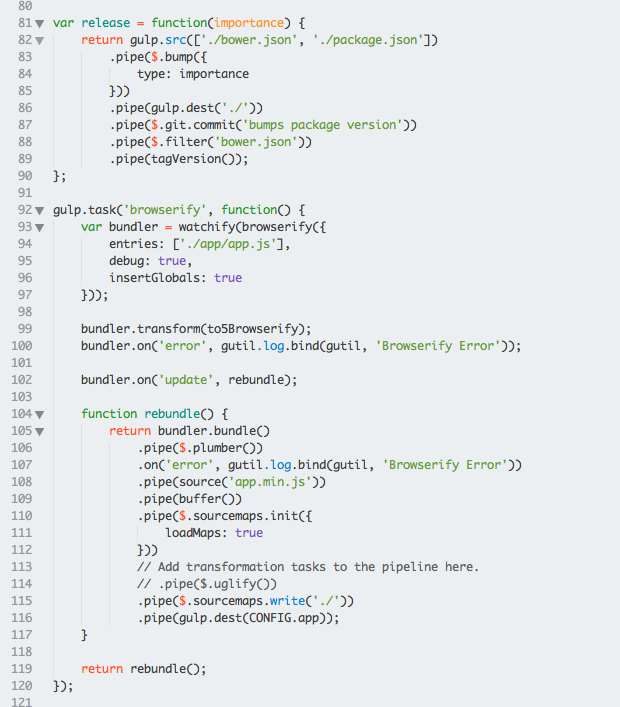 80
81 var release = function(importance) {
82     return gulp.src(['./bower.json', './package.json'])
83         .pipe($.bump({
84             type: importance
85         }))
86         .pipe(gulp.dest('./'))
87         .pipe($.git.commit('bumps package version'))
88         .pipe($.filter('bower.json'))
89         .pipe(tagVersion());
90 };
91
92 gulp.task('browserify', function() {
93     var bundler = watchify(browserify({
94         entries: ['./app/app.js'],
95         debug: true,
96         insertGlobals: true
97     }));
98
99     bundler.transform(to5Browserify);
100     bundler.on('error', gutil.log.bind(gutil, 'Browserify Error'));
101
102     bundler.on('update', rebundle);
103
104     function rebundle() {
105         return bundler.bundle()
106             .pipe($.plumber())
107             .on('error', gutil.log.bind(gutil, 'Browserify Error'))
108             .pipe(source('app.min.js'))
109             .pipe(buffer())
110             .pipe($.sourcemaps.init({
111                 loadMaps: true
112             }))
113             // Add transformation tasks to the pipeline here.
114             // .pipe($.uglify())
115             .pipe($.sourcemaps.write('./'))
116             .pipe(gulp.dest(CONFIG.app));
117     }
118
119     return rebundle();
120 });
121